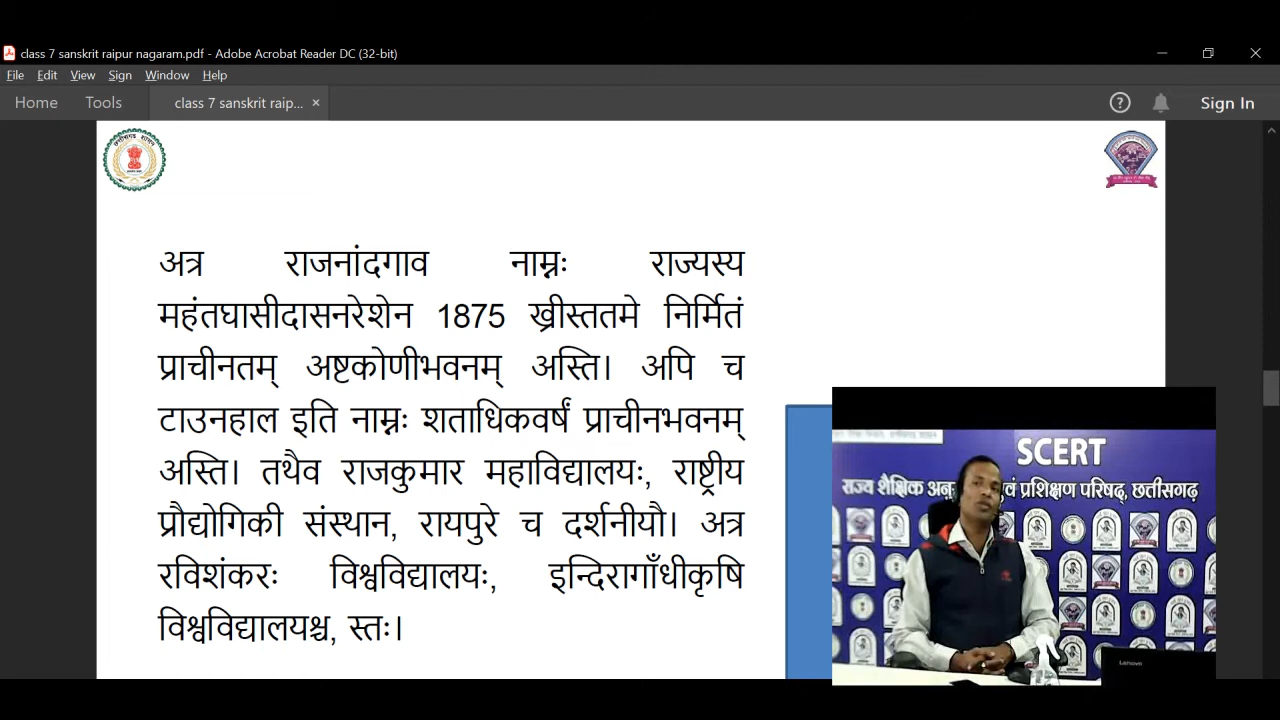 class 7 sanskrit raipur nagaram.pdf - Adobe Acrobat Reader DC (32-bit)
File Edit View Sign Window Help
Home Tools class 7 sanskrit raip... × Sign In
अत्र राजनांदगाव नाम्नः राज्यस्य
महंतघासीदासनरेशेन 1875 ख्रीस्ततमे निर्मितं
प्राचीनतम् अष्टकोणीभवनम् अस्ति। अपि च
टाउनहाल इति नाम्नः शताधिकवर्षं प्राचीनभवनम्
अस्ति। तथैव राजकुमार महाविद्यालयः, राष्ट्रीय
प्रौद्योगिकी संस्थान, रायपुरे च दर्शनीयौ। अत्र
रविशंकरः विश्वविद्यालयः, इन्दिरागाँधीकृषि
विश्वविद्यालयश्च, स्तः।
SCERT
राज्य शैक्षिक प्रशिक्षण परिषद्, छत्तीसगढ़
Lenovo